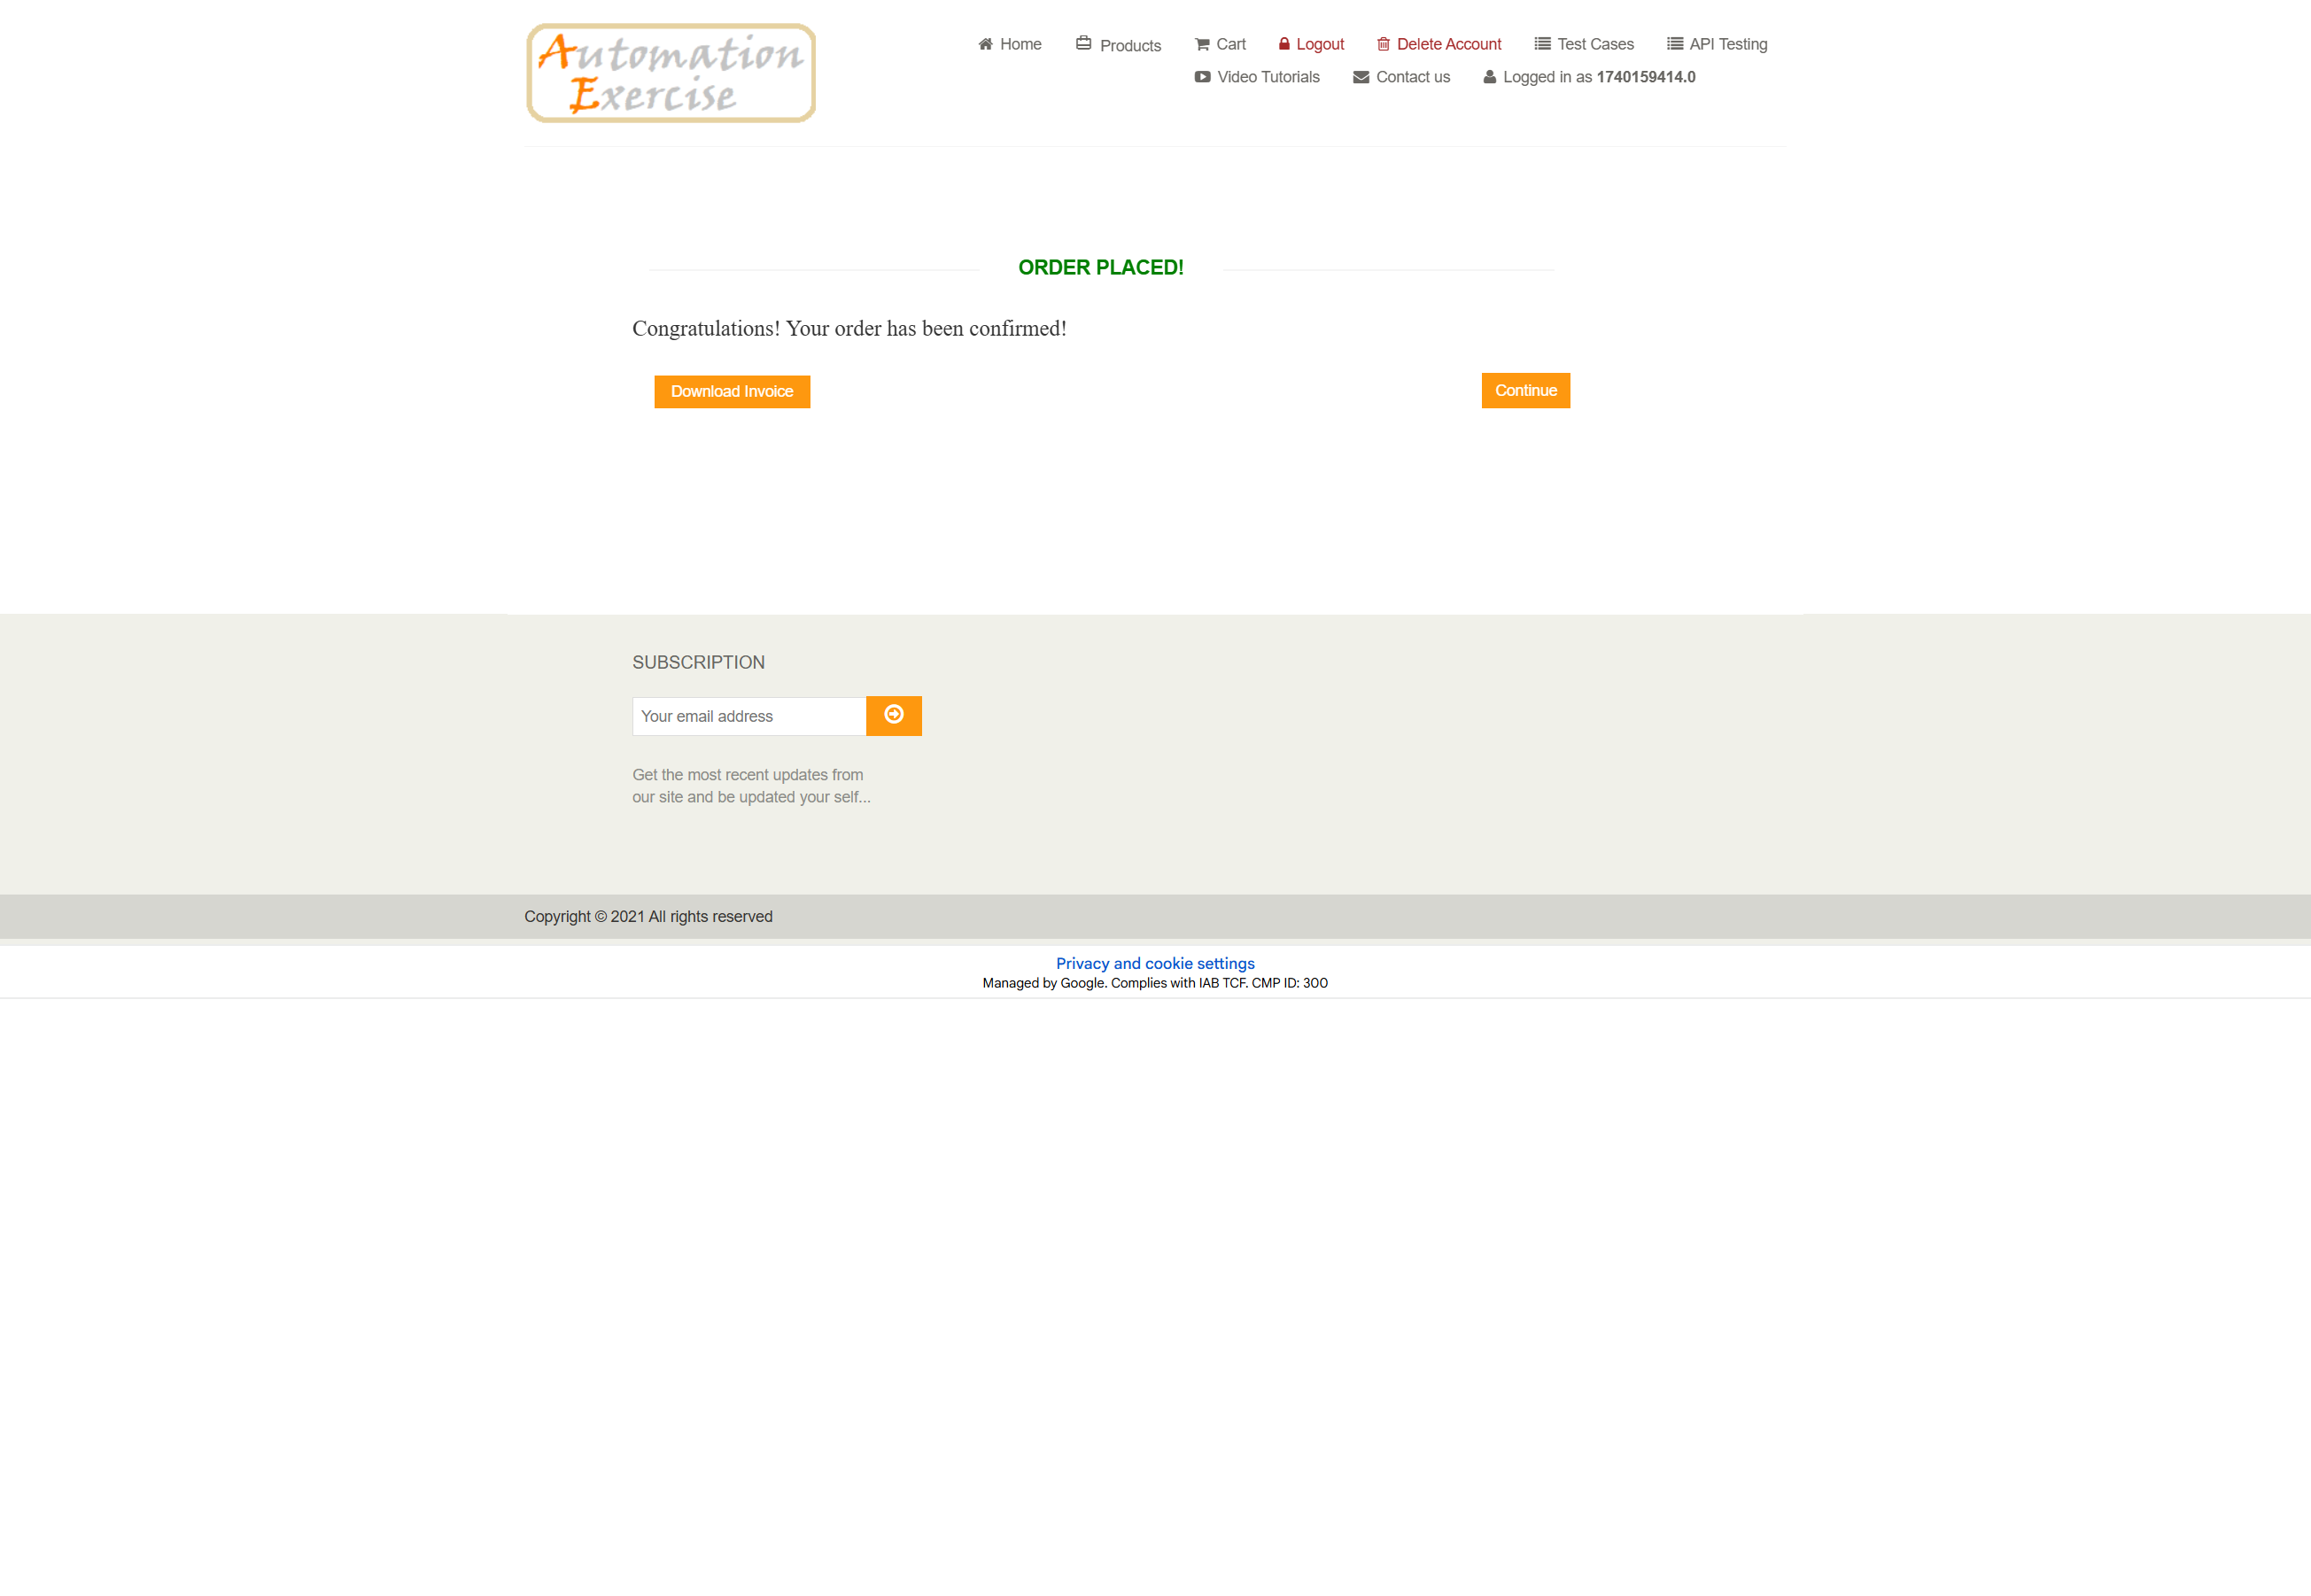 Automation
Exercise
Home Products Cart Logout Delete Account Test Cases API Testing
Video Tutorials Contact us Logged in as 1740159414.0
ORDER PLACED!
Congratulations! Your order has been confirmed!
Download Invoice Continue
SUBSCRIPTION
Your email address
Get the most recent updates from
our site and be updated your self...
Copyright © 2021 All rights reserved
Privacy and cookie settings
Managed by Google. Complies with IAB TCF. CMP ID: 300